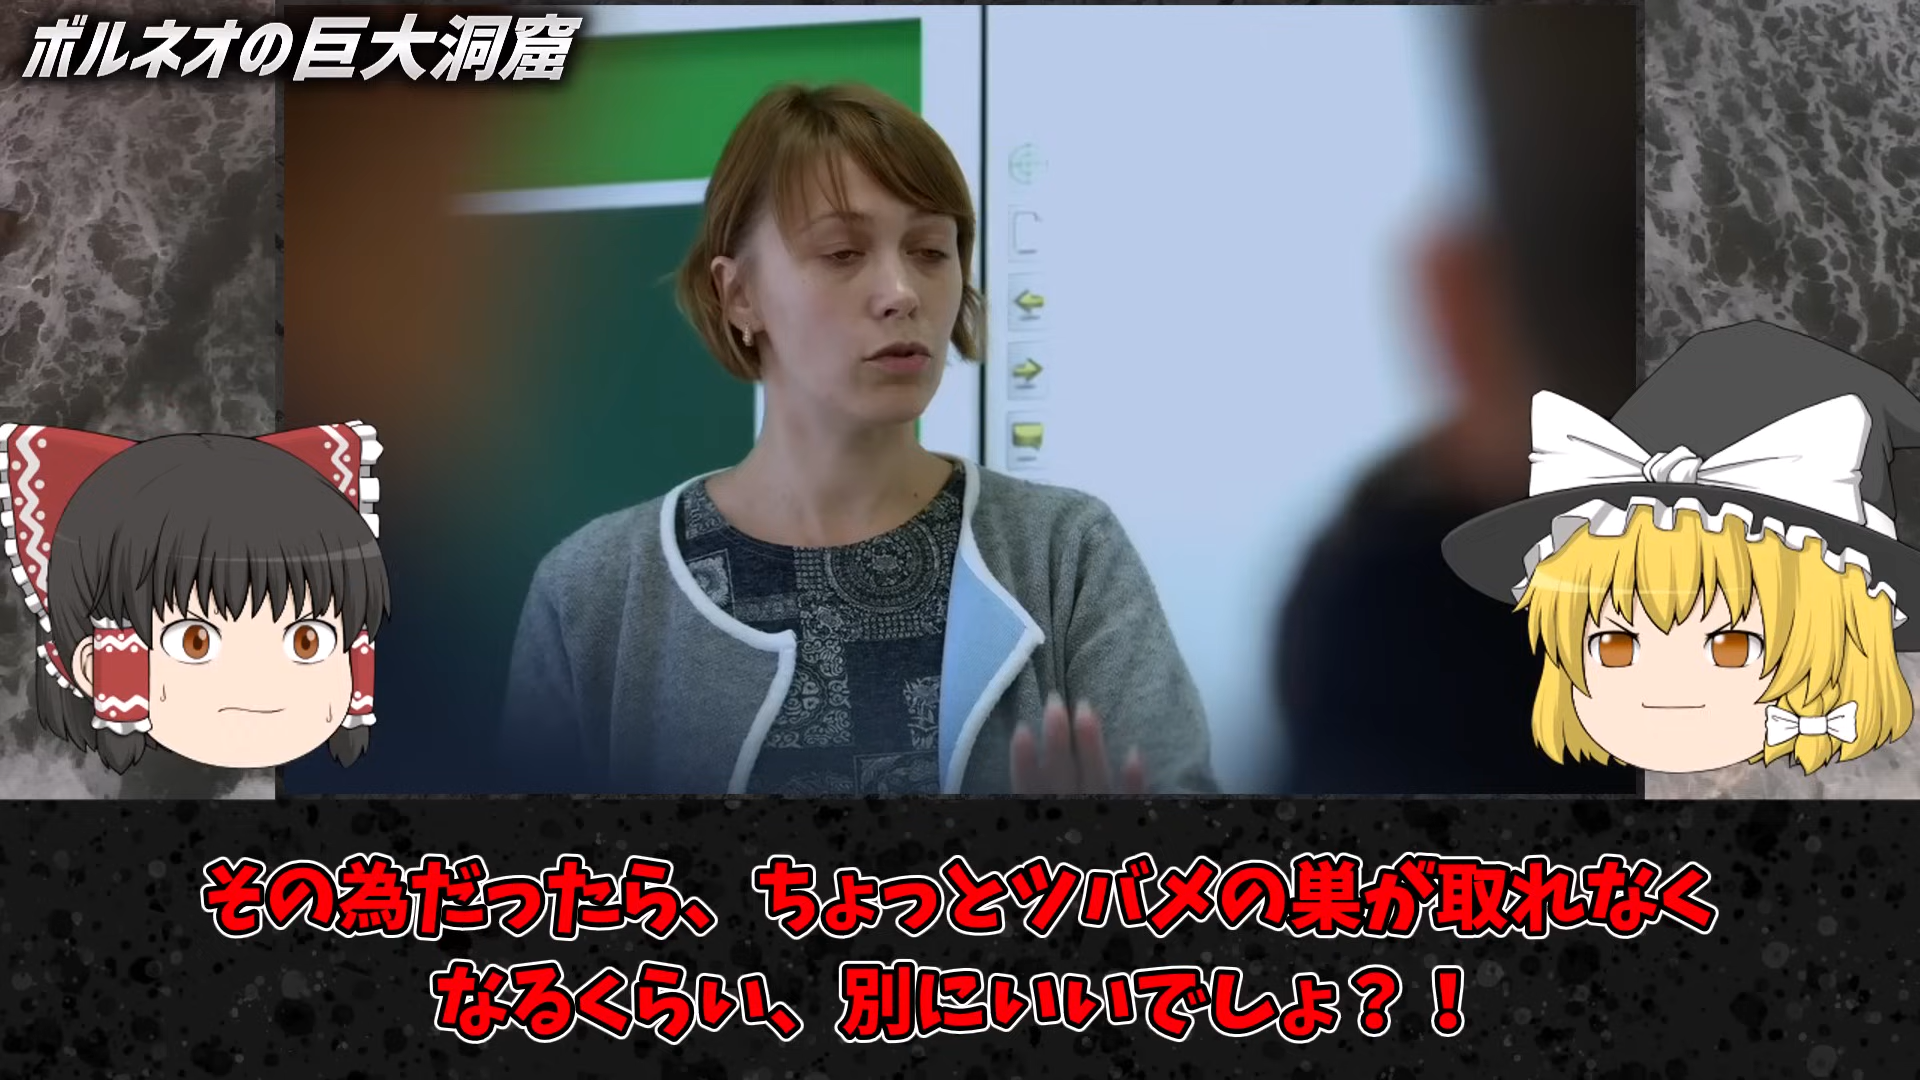 ボルネオの巨大洞窟
その為だったら、ちょっとツバメの巣が取れなく
なるくらい、別にいいでしょ？！